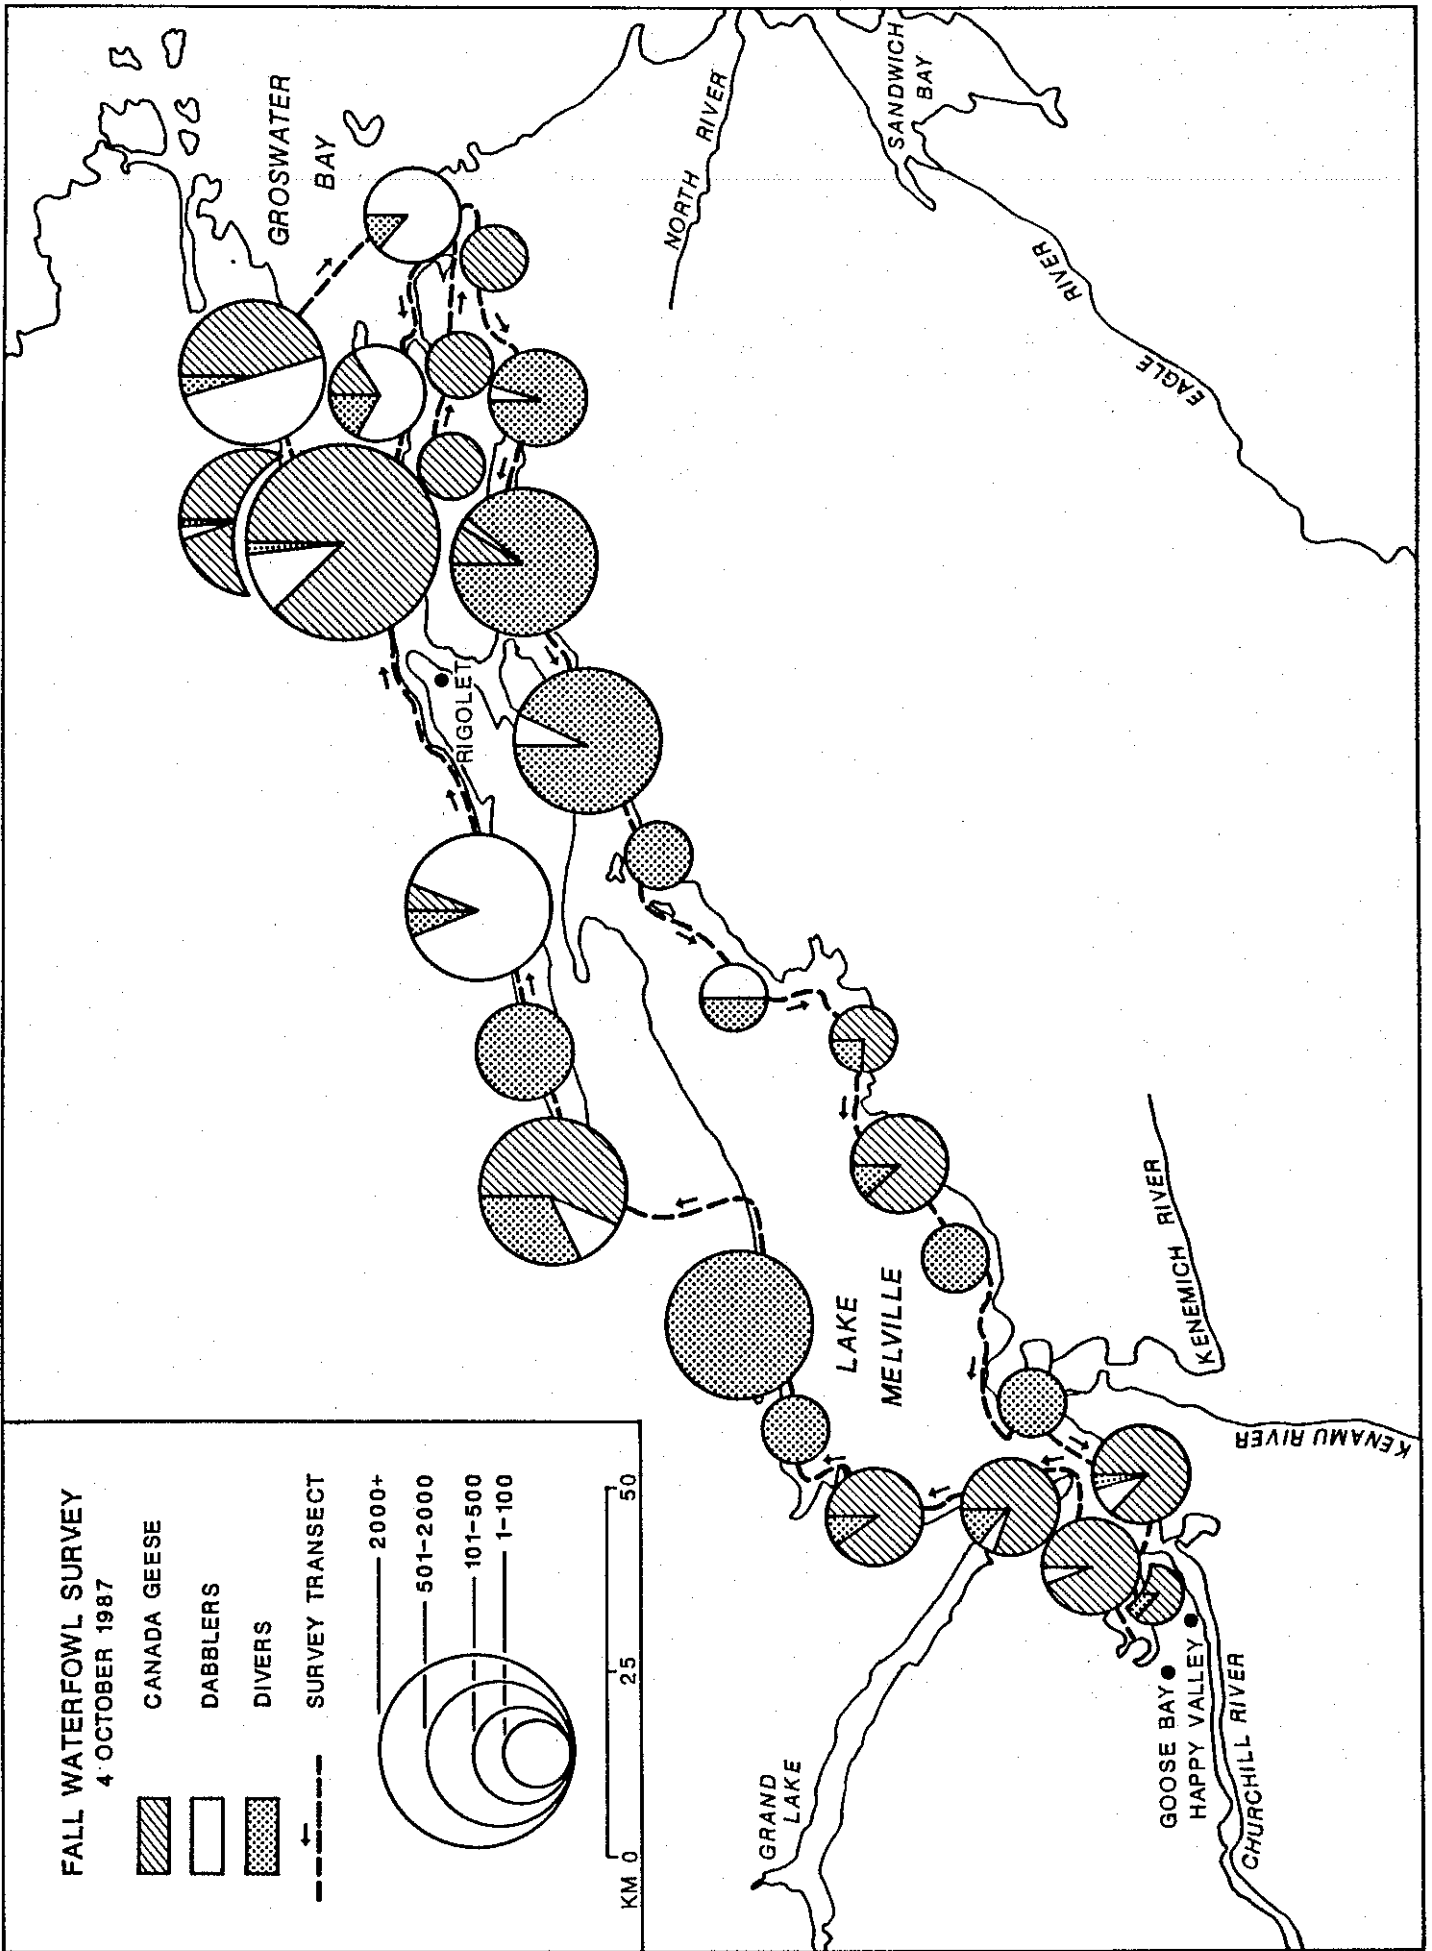 FALL WATERFOWL SURVEY
4 OCTOBER 1987
CANADA GEESE
DABBLERS
DIVERS
SURVEY TRANSECT
2000+
501-2000
101-500
1-100
KM 0 25 50
GROSWATER
BAY
NORTH RIVER
SANDWICH
BAY
EAGLE RIVER
RIGOLET
LAKE
MELVILLE
KENEMICH RIVER
KENAMU RIVER
GRAND
LAKE
GOOSE BAY
HAPPY VALLEY
CHURCHILL RIVER